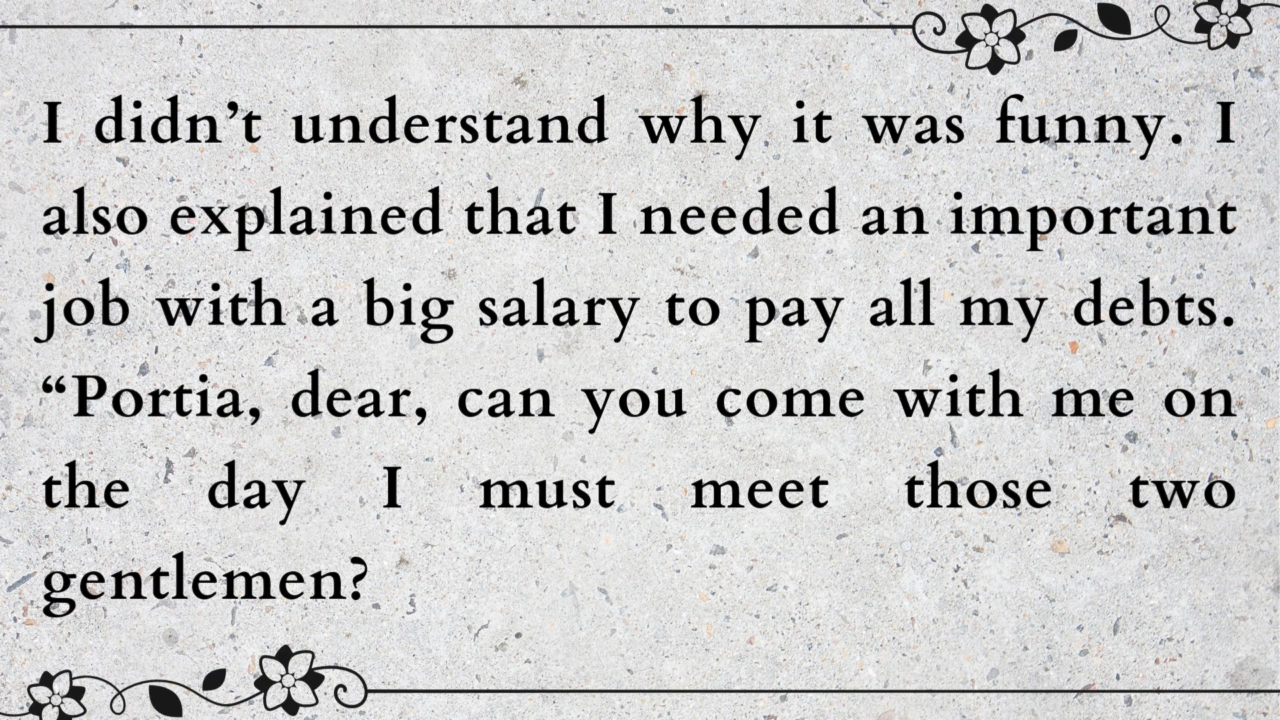 I didn’t understand why it was funny. I
also explained that I needed an important
job with a big salary to pay all my debts.
“Portia, dear, can you come with me on
the day I must meet those two
gentlemen?